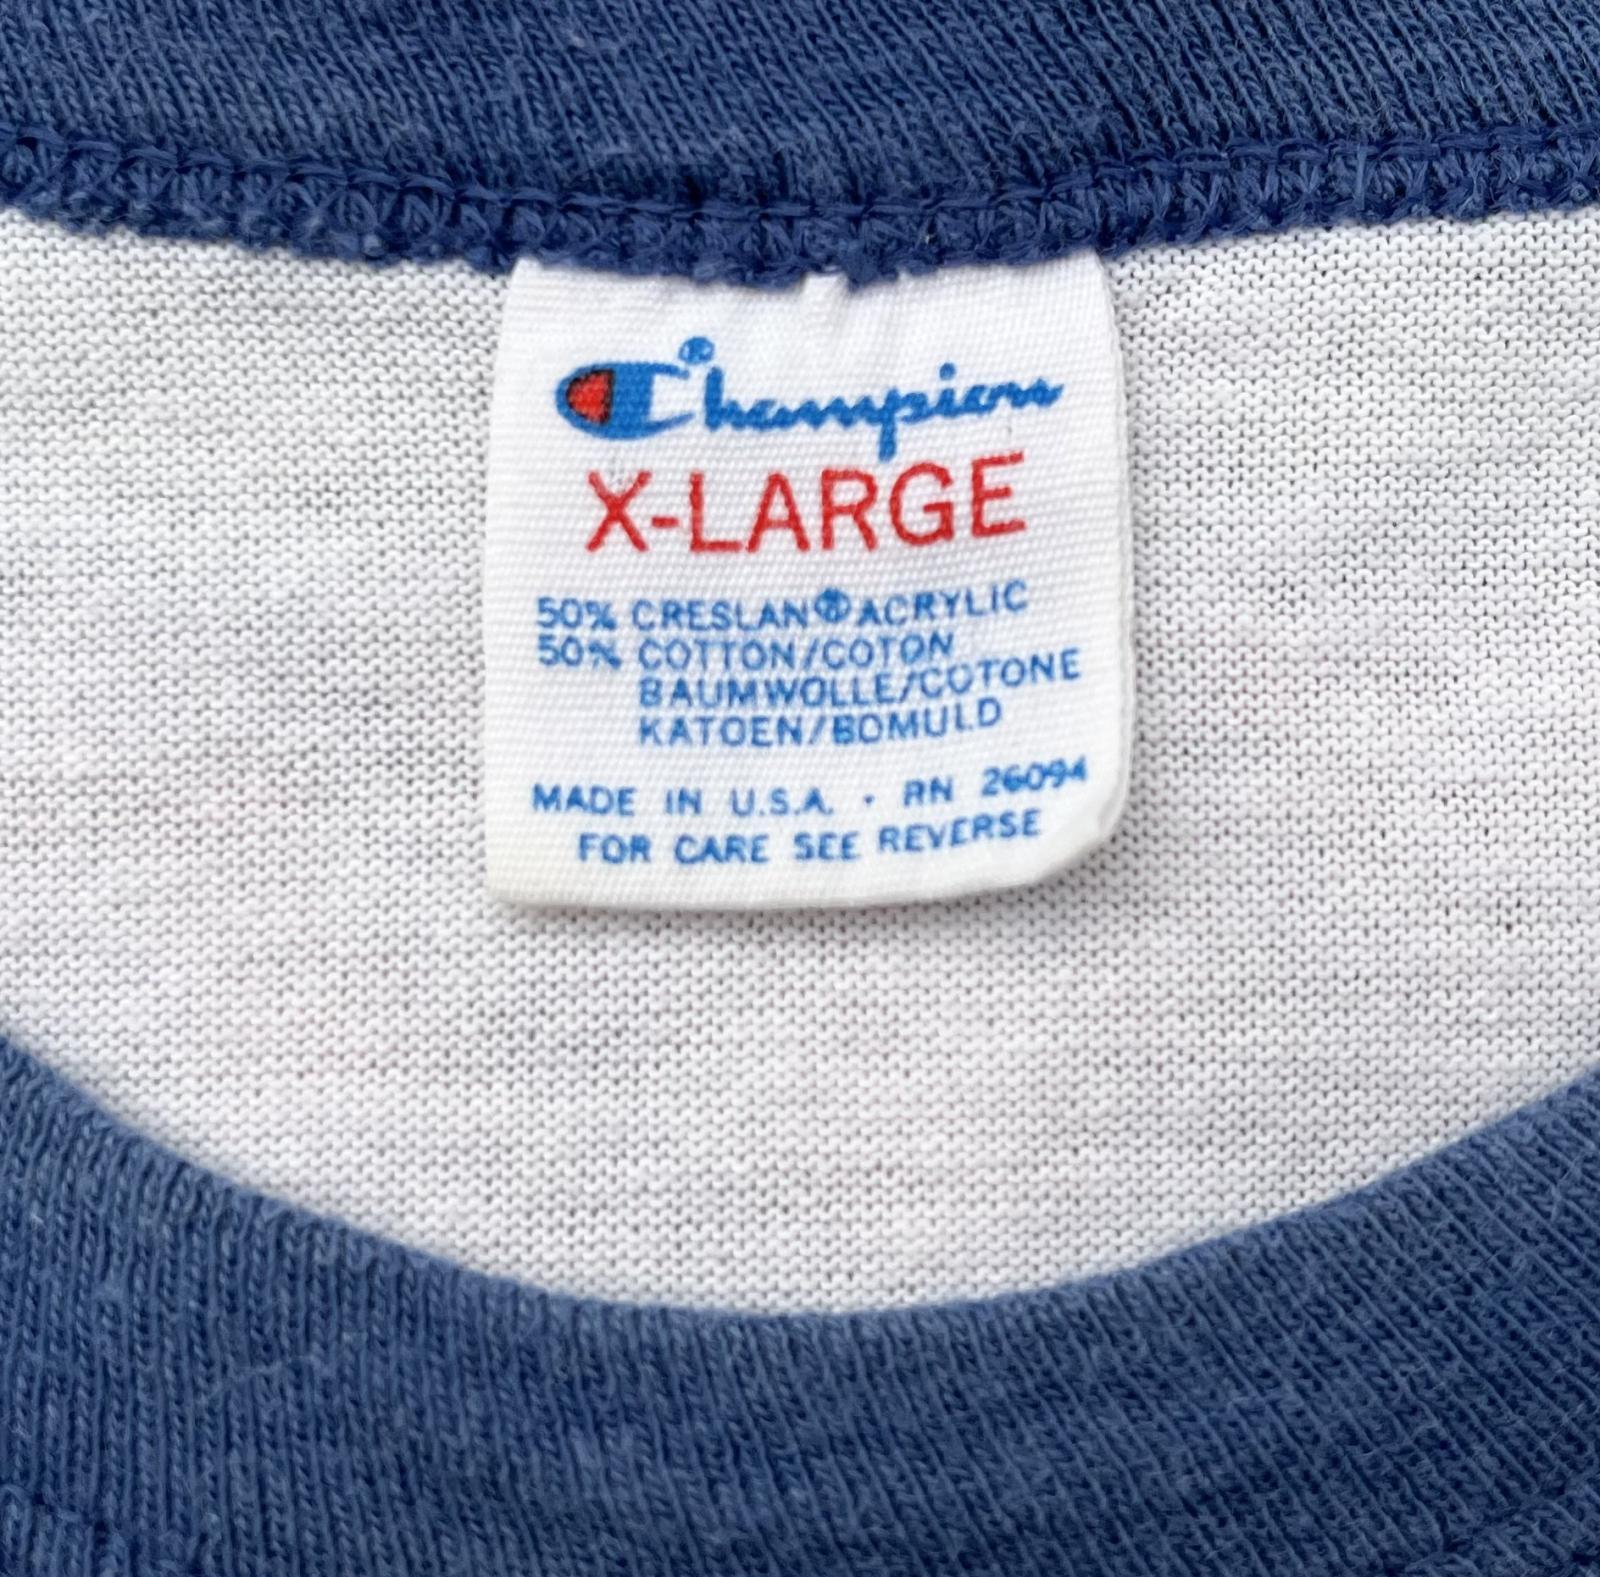 Champion®
X-LARGE
50% CRESLAN® ACRYLIC
50% COTTON/COTON
BAUMWOLLE/COTONE
KATOEN/BOMULD
MADE IN U.S.A. · RN 26094
FOR CARE SEE REVERSE